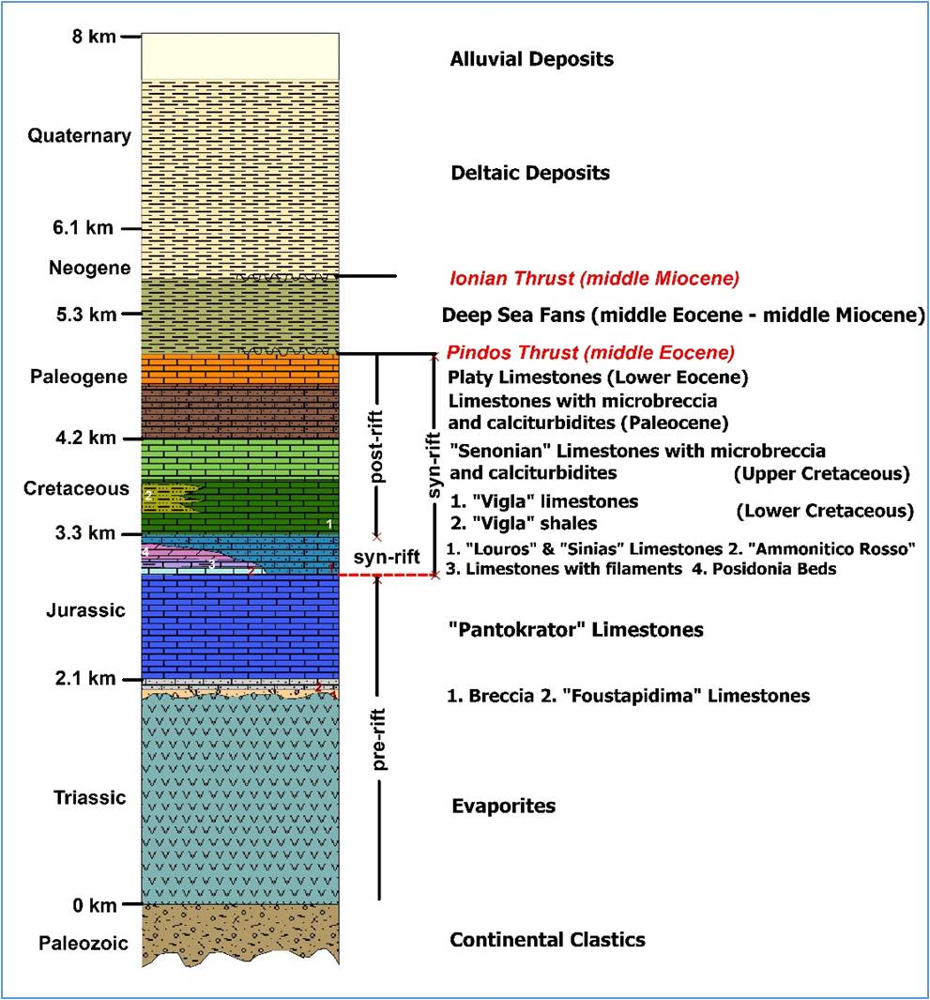 8 km
Alluvial Deposits
Quaternary
Deltaic Deposits
6.1 km
Neogene
Ionian Thrust (middle Miocene)
5.3 km
Deep Sea Fans (middle Eocene - middle Miocene)
Pindos Thrust (middle Eocene)
Paleogene
Platy Limestones (Lower Eocene)
Limestones with microbreccia
and calciturbidites (Paleocene)
4.2 km
post-rift
syn-rift
"Senonian" Limestones with microbreccia
and calciturbidites (Upper Cretaceous)
Cretaceous
2
1
1. "Vigla" limestones
2. "Vigla" shales
(Lower Cretaceous)
3.3 km
4
3
2
1
syn-rift
1. "Louros" & "Sinias" Limestones 2. "Ammonitico Rosso"
3. Limestones with filaments 4. Posidonia Beds
Jurassic
"Pantokrator" Limestones
2.1 km
2
1
1. Breccia 2. "Foustapidima" Limestones
pre-rift
Triassic
Evaporites
0 km
Paleozoic
Continental Clastics